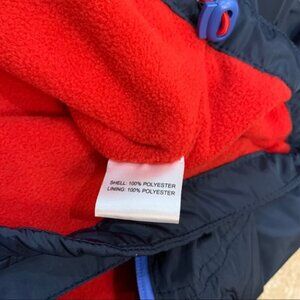 SHELL: 100% POLYESTER
LINING: 100% POLYESTER